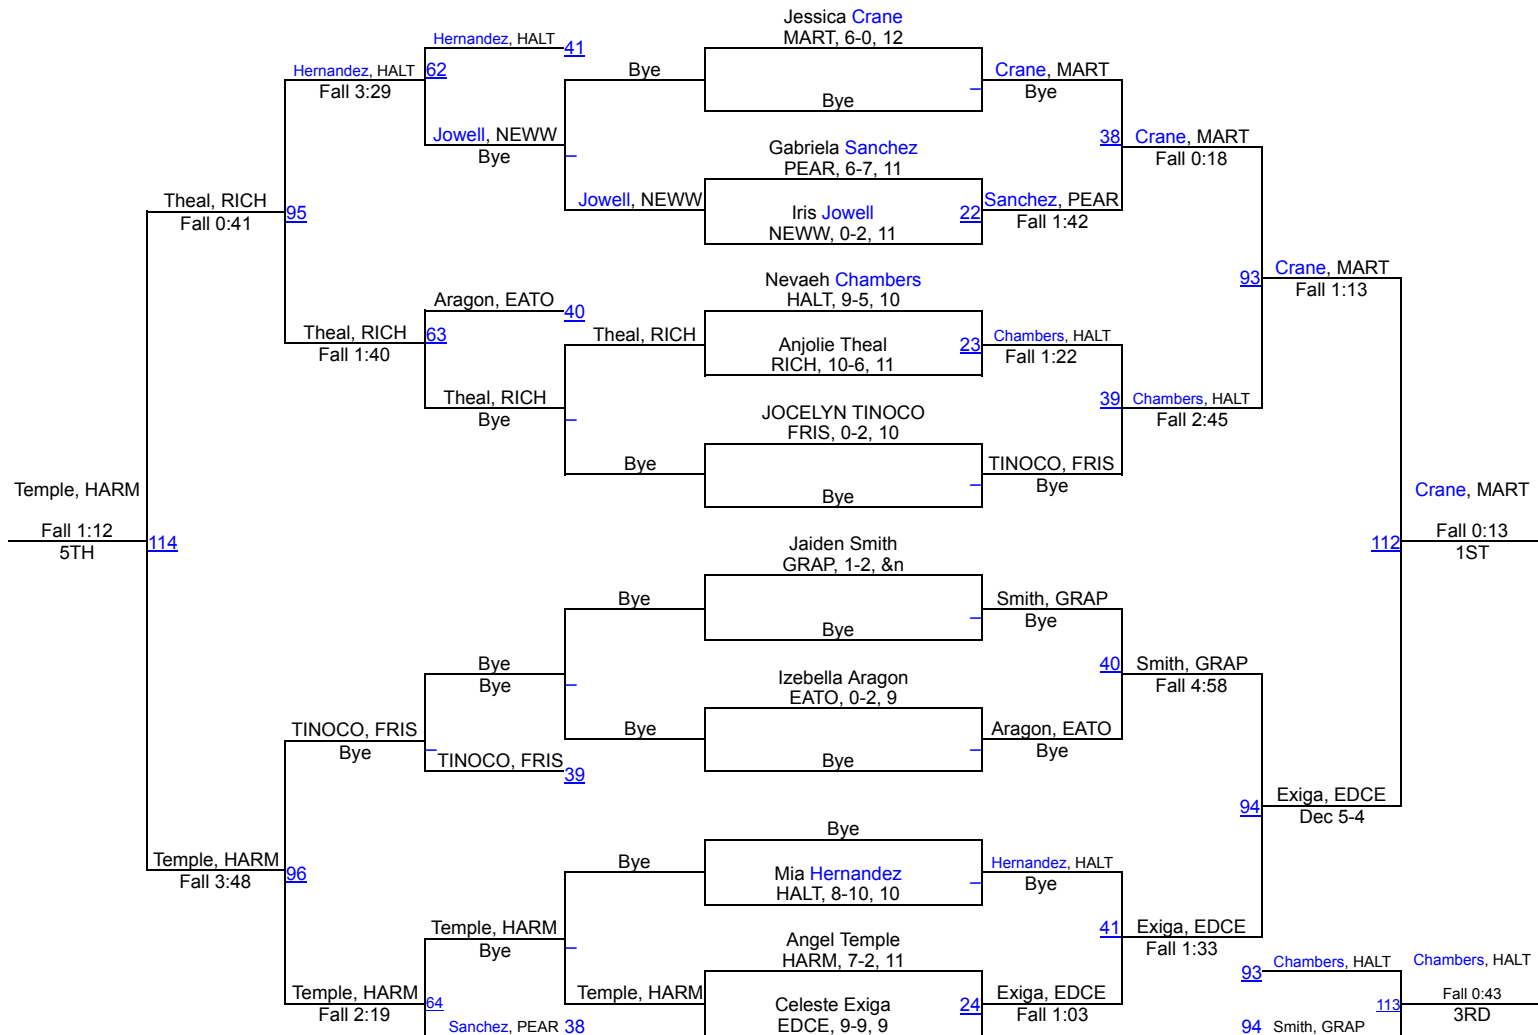 Jessica Crane
MART, 6-0, 12
Bye
Gabriela Sanchez
PEAR, 6-7, 11
Iris Jowell
NEWW, 0-2, 11
Nevaeh Chambers
HALT, 9-5, 10
Anjolie Theal
RICH, 10-6, 11
JOCELYN TINOCO
FRIS, 0-2, 10
Bye
Jaiden Smith
GRAP, 1-2, &n
Bye
Izebella Aragon
EATO, 0-2, 9
Bye
Bye
Mia Hernandez
HALT, 8-10, 10
Angel Temple
HARM, 7-2, 11
Celeste Exiga
EDCE, 9-9, 9
Crane, MART
Bye
22
Sanchez, PEAR
Fall 1:42
23
Chambers, HALT
Fall 1:22
TINOCO, FRIS
Bye
Smith, GRAP
Bye
Aragon, EATO
Bye
Hernandez, HALT
Bye
24
Exiga, EDCE
Fall 1:03
38
Crane, MART
Fall 0:18
39
Chambers, HALT
Fall 2:45
40
Smith, GRAP
Fall 4:58
41
Exiga, EDCE
Fall 1:33
93
Crane, MART
Fall 1:13
94
Exiga, EDCE
Dec 5-4
112
Crane, MART
Fall 0:13
1ST
93
Chambers, HALT
94
Smith, GRAP
113
Chambers, HALT
Fall 0:43
3RD
Bye
Jowell, NEWW
Theal, RICH
Bye
Bye
Bye
Bye
Temple, HARM
Hernandez, HALT
41
Jowell, NEWW
Bye
Aragon, EATO
40
Theal, RICH
Bye
Bye
Bye
TINOCO, FRIS
39
Temple, HARM
Bye
Sanchez, PEAR
38
Hernandez, HALT
Fall 3:29
62
Theal, RICH
Fall 1:40
63
TINOCO, FRIS
Bye
Temple, HARM
Fall 2:19
64
Theal, RICH
Fall 0:41
95
Temple, HARM
Fall 3:48
96
Temple, HARM
Fall 1:12
5TH
114